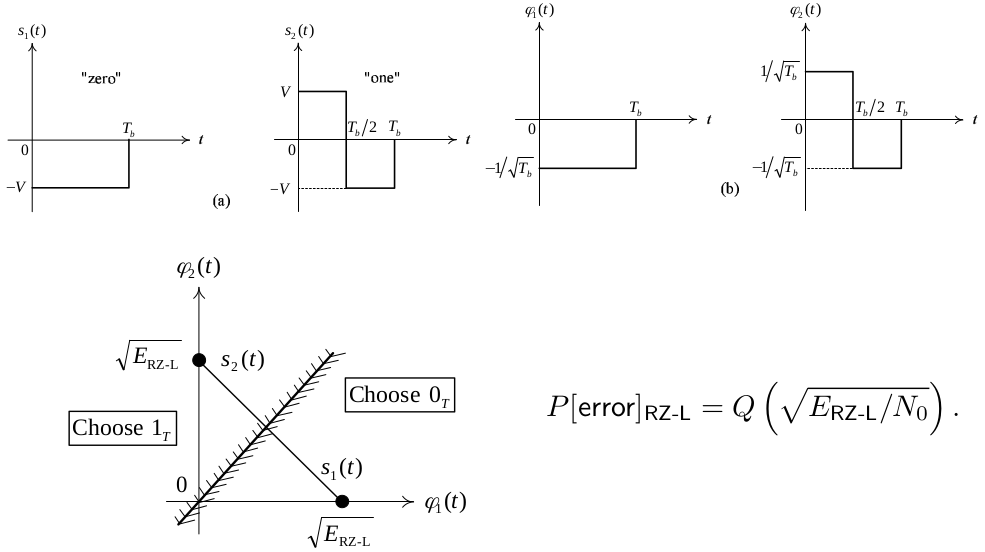 s₁(t)
"zero"
T_b
t
0
−V
(a)
s₂(t)
"one"
V
T_b/2
T_b
t
0
−V
φ₁(t)
T_b
t
0
−1/√T_b
(b)
φ₂(t)
1/√T_b
T_b/2
T_b
t
0
−1/√T_b
φ₂(t)
√E_RZ-L
s₂(t)
Choose 0_T
Choose 1_T
s₁(t)
0
φ₁(t)
√E_RZ-L
P[error]_RZ-L = Q(√E_RZ-L/N₀).